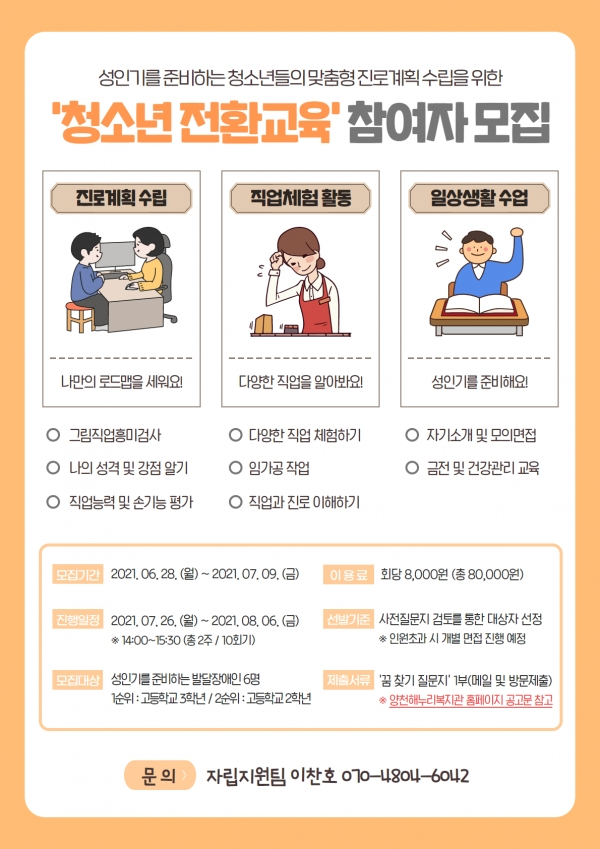 성인기를 준비하는 청소년들의 맞춤형 진로계획 수립을 위한
'청소년 전환교육' 참여자 모집
진로계획 수립
나만의 로드맵을 세워요!
그림직업흥미검사
나의 성격 및 강점 알기
직업능력 및 손기능 평가
직업체험 활동
다양한 직업을 알아봐요!
다양한 직업 체험하기
임가공 작업
직업과 진로 이해하기
일상생활 수업
성인기를 준비해요!
자기소개 및 모의면접
금전 및 건강관리 교육
모집기간 2021. 06. 28. (월) ~ 2021. 07. 09. (금)
진행일정 2021. 07. 26. (월) ~ 2021. 08. 06. (금)
※ 14:00~15:30 (총 2주 / 10회기)
모집대상 성인기를 준비하는 발달장애인 6명
1순위 : 고등학교 3학년 / 2순위 : 고등학교 2학년
이 용 료 회당 8,000원 (총 80,000원)
선발기준 사전질문지 검토를 통한 대상자 선정
※ 인원초과 시 개별 면접 진행 예정
제출서류 '꿈 찾기 질문지' 1부(메일 및 방문제출)
※ 양천해누리복지관 홈페이지 공고문 참고
문 의 자립지원팀 이찬호 070-4804-6042